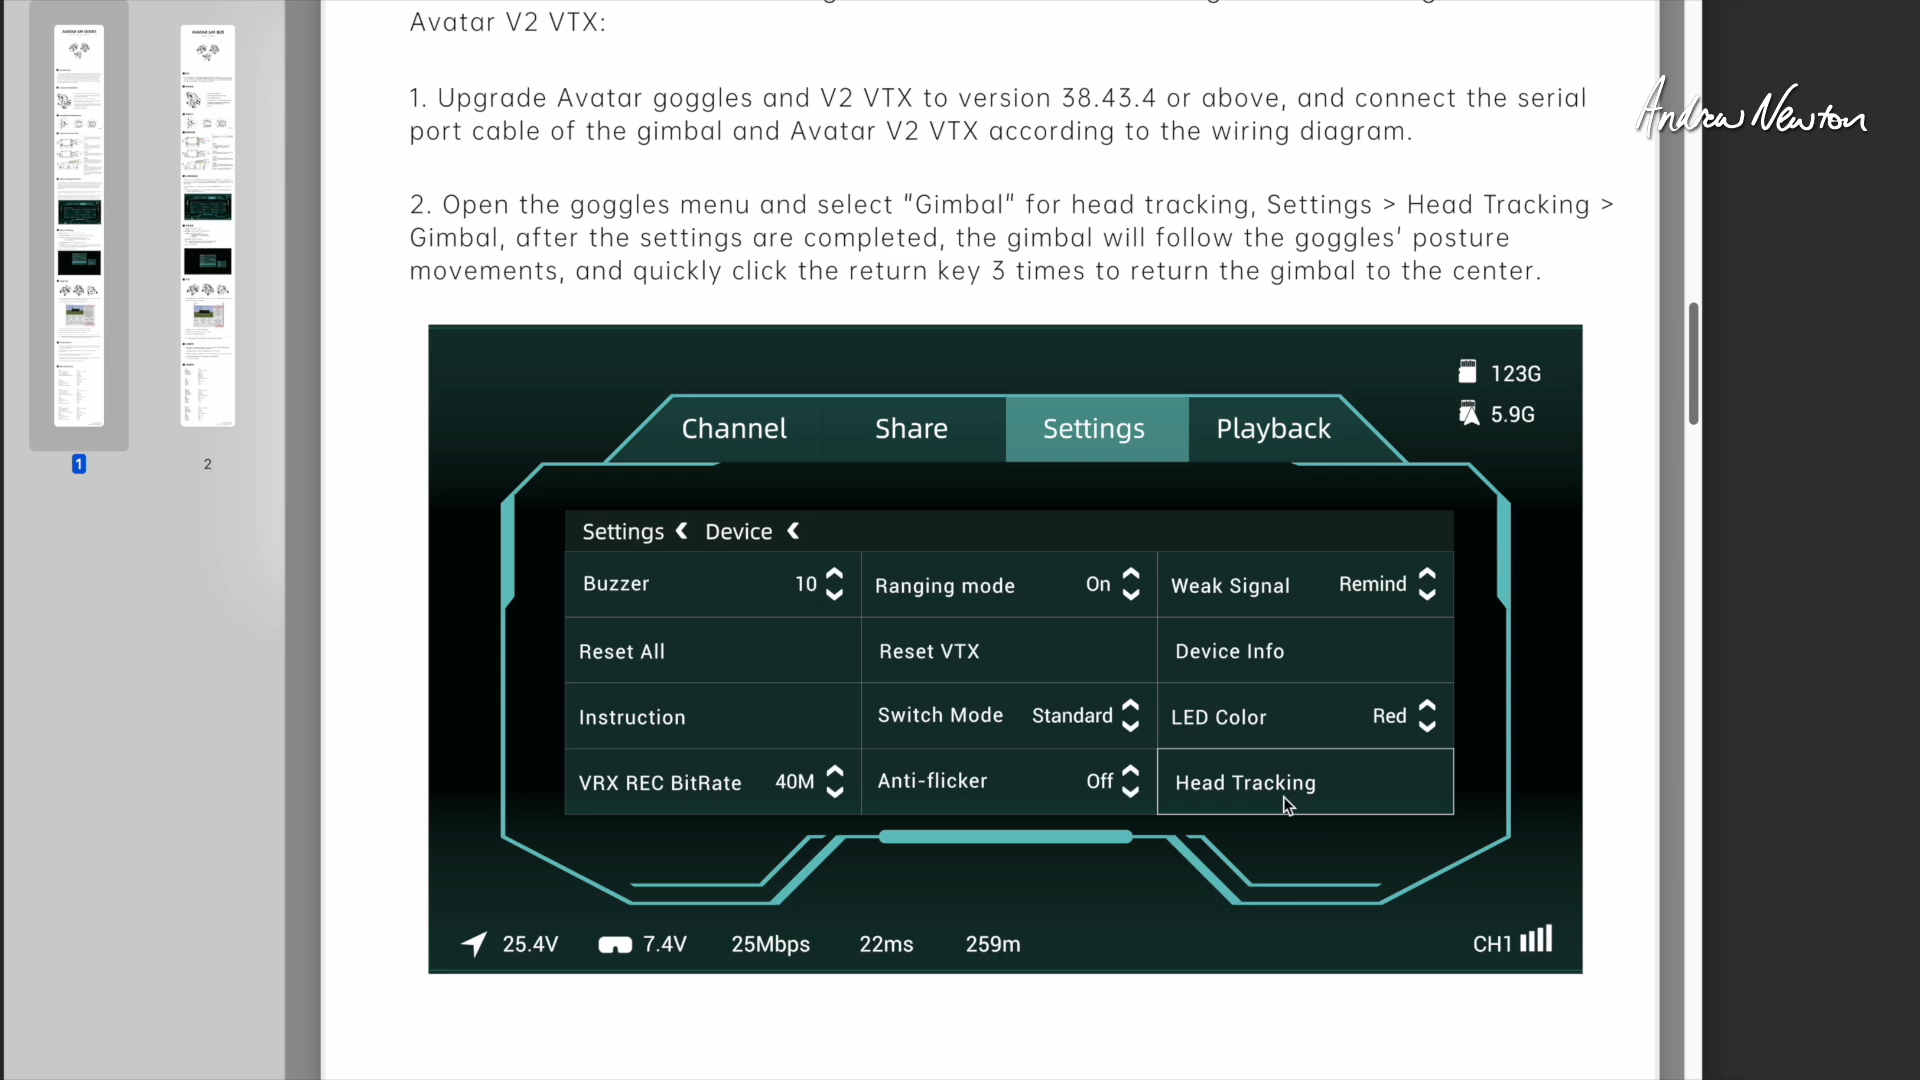 Avatar V2 VTX:
1. Upgrade Avatar goggles and V2 VTX to version 38.43.4 or above, and connect the serial
port cable of the gimbal and Avatar V2 VTX according to the wiring diagram.
2. Open the goggles menu and select "Gimbal" for head tracking, Settings > Head Tracking >
Gimbal, after the settings are completed, the gimbal will follow the goggles' posture
movements, and quickly click the return key 3 times to return the gimbal to the center.
Andrew Newton
123G
5.9G
Channel Share Settings Playback
Settings Device
Buzzer 10 Ranging mode On Weak Signal Remind
Reset All Reset VTX Device Info
Instruction Switch Mode Standard LED Color Red
VRX REC BitRate 40M Anti-flicker Off Head Tracking
25.4V 7.4V 25Mbps 22ms 259m CH1
1 2